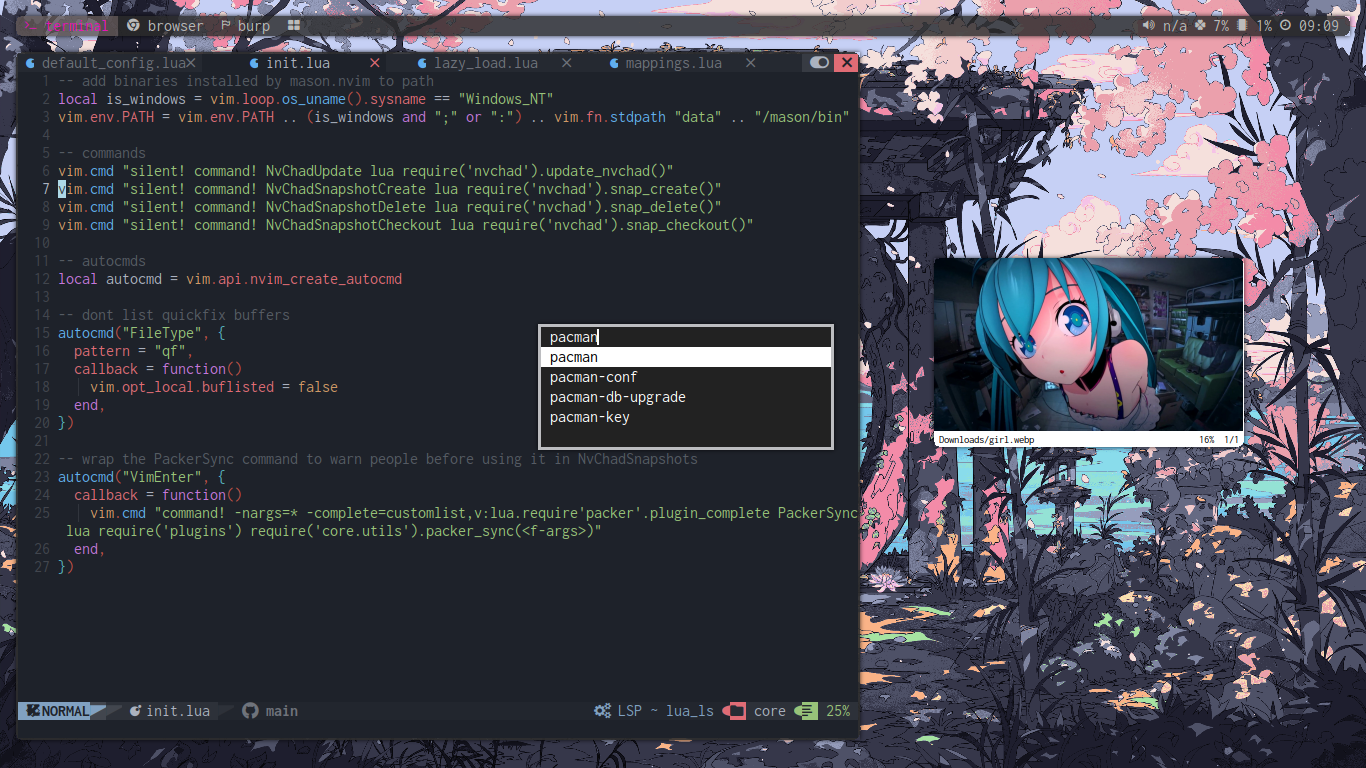 terminal browser burp n/a 7% 1% 09:09
default_config.lua init.lua lazy_load.lua mappings.lua
1 -- add binaries installed by mason.nvim to path
2 local is_windows = vim.loop.os_uname().sysname == "Windows_NT"
3 vim.env.PATH = vim.env.PATH .. (is_windows and ";" or ":") .. vim.fn.stdpath "data" .. "/mason/bin"
4
5 -- commands
6 vim.cmd "silent! command! NvChadUpdate lua require('nvchad').update_nvchad()"
7 vim.cmd "silent! command! NvChadSnapshotCreate lua require('nvchad').snap_create()"
8 vim.cmd "silent! command! NvChadSnapshotDelete lua require('nvchad').snap_delete()"
9 vim.cmd "silent! command! NvChadSnapshotCheckout lua require('nvchad').snap_checkout()"
10
11 -- autocmds
12 local autocmd = vim.api.nvim_create_autocmd
13
14 -- dont list quickfix buffers
15 autocmd("FileType", {
16 pattern = "qf",
17 callback = function()
18 vim.opt_local.buflisted = false
19 end,
20 })
21
22 -- wrap the PackerSync command to warn people before using it in NvChadSnapshots
23 autocmd("VimEnter", {
24 callback = function()
25 vim.cmd "command! -nargs=* -complete=customlist,v:lua.require'packer'.plugin_complete PackerSync
lua require('plugins') require('core.utils').packer_sync(<f-args>)"
26 end,
27 })
pacman
pacman
pacman-conf
pacman-db-upgrade
pacman-key
Downloads/girl.webp 16% 1/1
NORMAL init.lua main LSP ~ lua_ls core 25%